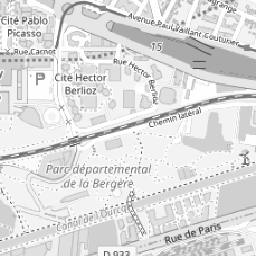 Avenue Paul Vaillant-Couturier
Cité Pablo
Picasso
15
Rue Carnot
Rue Hector Berlioz
P
Cité Hector
Berlioz
Chemin latéral
Parc départemental
de la Bergère
Canal de l'Ourcq
Rue de Paris
D 933